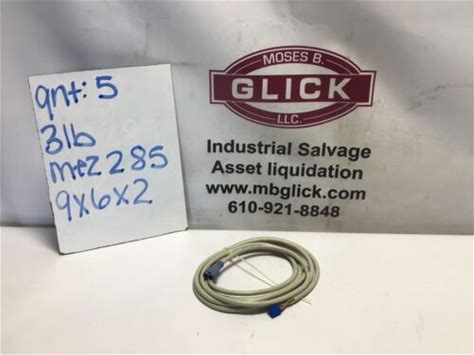 qnt: 5
3lb
mez285
9x6x2
MOSES B.
GLICK
LLC.
Industrial Salvage
Asset liquidation
www.mbglick.com
610-921-8848